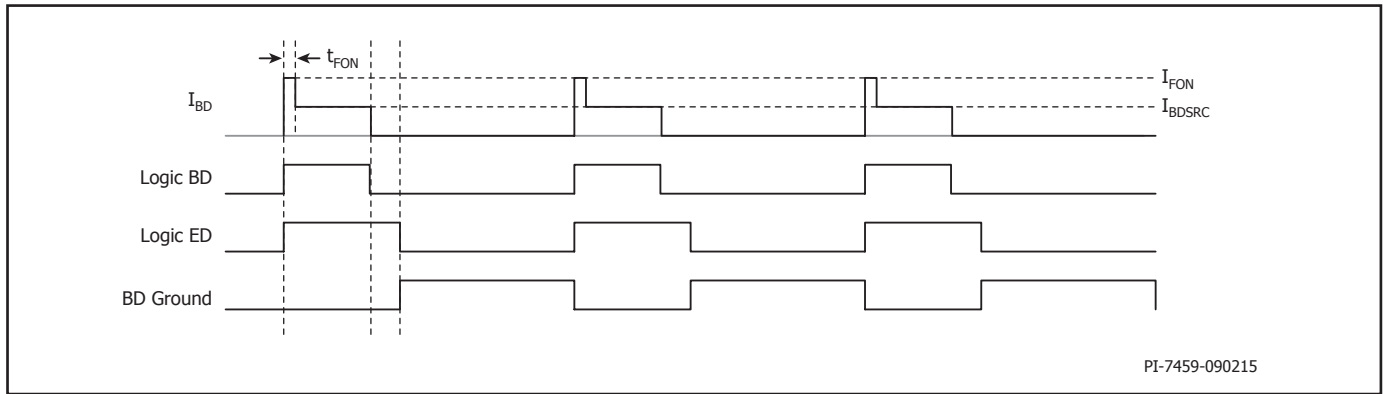 tFON
IFON
IBD
IBDSRC
Logic BD
Logic ED
BD Ground
PI-7459-090215